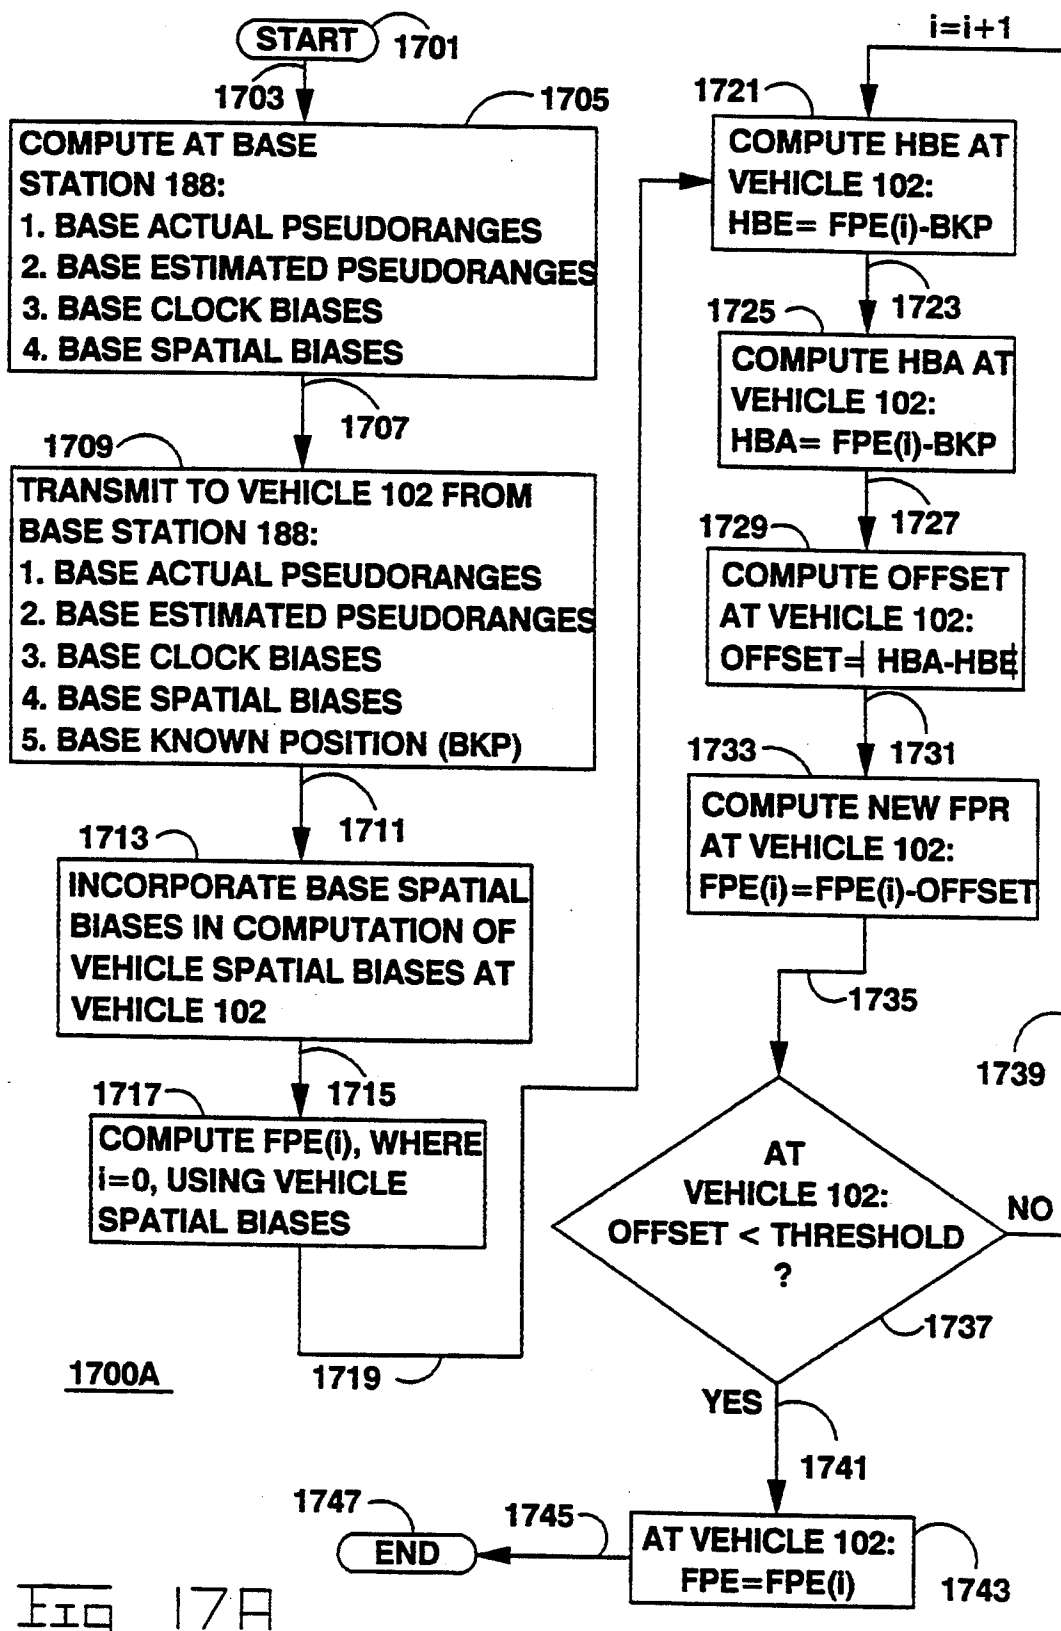 START
1701
1703
1705
COMPUTE AT BASE
STATION 188:
1. BASE ACTUAL PSEUDORANGES
2. BASE ESTIMATED PSEUDORANGES
3. BASE CLOCK BIASES
4. BASE SPATIAL BIASES
1707
1709
TRANSMIT TO VEHICLE 102 FROM
BASE STATION 188:
1. BASE ACTUAL PSEUDORANGES
2. BASE ESTIMATED PSEUDORANGES
3. BASE CLOCK BIASES
4. BASE SPATIAL BIASES
5. BASE KNOWN POSITION (BKP)
1711
1713
INCORPORATE BASE SPATIAL
BIASES IN COMPUTATION OF
VEHICLE SPATIAL BIASES AT
VEHICLE 102
1715
1717
COMPUTE FPE(i), WHERE
i=0, USING VEHICLE
SPATIAL BIASES
1719
1700A
i=i+1
1721
COMPUTE HBE AT
VEHICLE 102:
HBE= FPE(i)-BKP
1723
1725
COMPUTE HBA AT
VEHICLE 102:
HBA= FPE(i)-BKP
1727
1729
COMPUTE OFFSET
AT VEHICLE 102:
OFFSET=| HBA-HBE|
1731
1733
COMPUTE NEW FPR
AT VEHICLE 102:
FPE(i)=FPE(i)-OFFSET
1735
1739
AT
VEHICLE 102:
OFFSET < THRESHOLD
?
NO
1737
YES
1741
1747
1745
END
AT VEHICLE 102:
FPE=FPE(i)
1743
Fig 17A